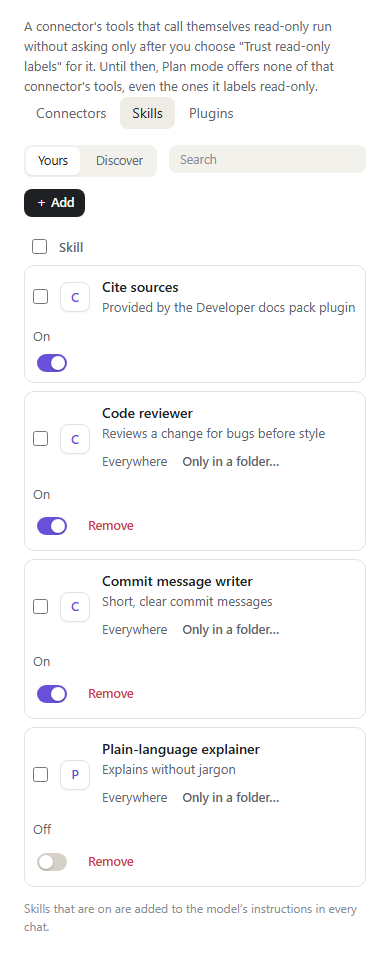 A connector's tools that call themselves read-only run
without asking only after you choose "Trust read-only
labels" for it. Until then, Plan mode offers none of that
connector's tools, even the ones it labels read-only.
Connectors Skills Plugins
Yours Discover Search
+ Add
Skill
C Cite sources
Provided by the Developer docs pack plugin
On
Code reviewer
C Reviews a change for bugs before style
Everywhere Only in a folder...
On
Remove
Commit message writer
C Short, clear commit messages
Everywhere Only in a folder...
On
Remove
Plain-language explainer
P Explains without jargon
Everywhere Only in a folder...
Off
Remove
Skills that are on are added to the model's instructions in every
chat.